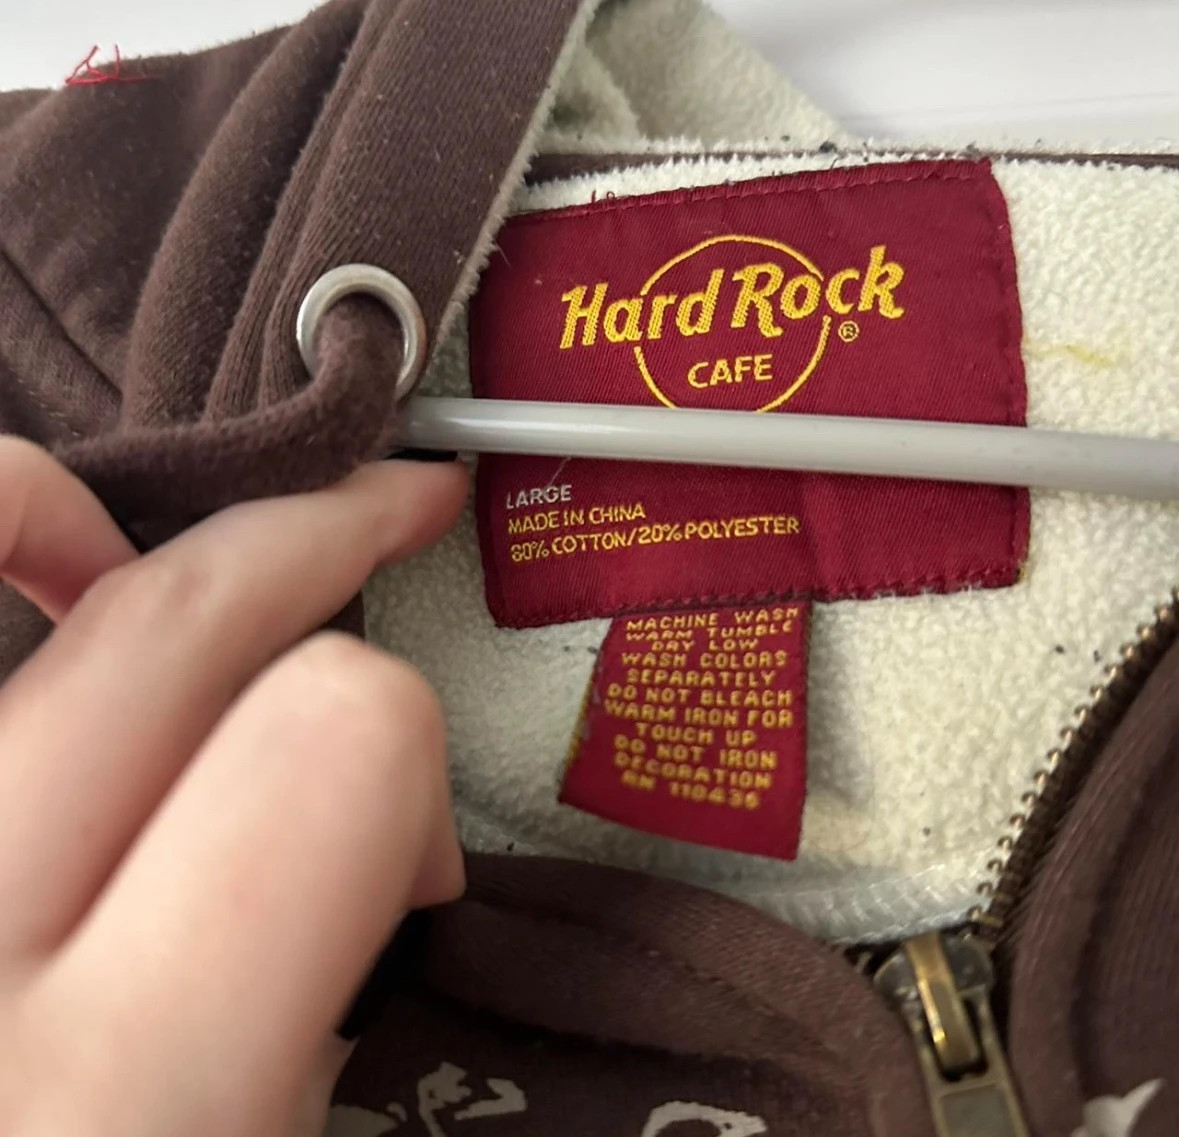 Hard Rock ®
CAFE
LARGE
MADE IN CHINA
80% COTTON/20% POLYESTER
MACHINE WASH
WARM TUMBLE
DRY LOW
WASH COLORS
SEPARATELY
DO NOT BLEACH
WARM IRON FOR
TOUCH UP
DO NOT IRON
DECORATION
RN 110436